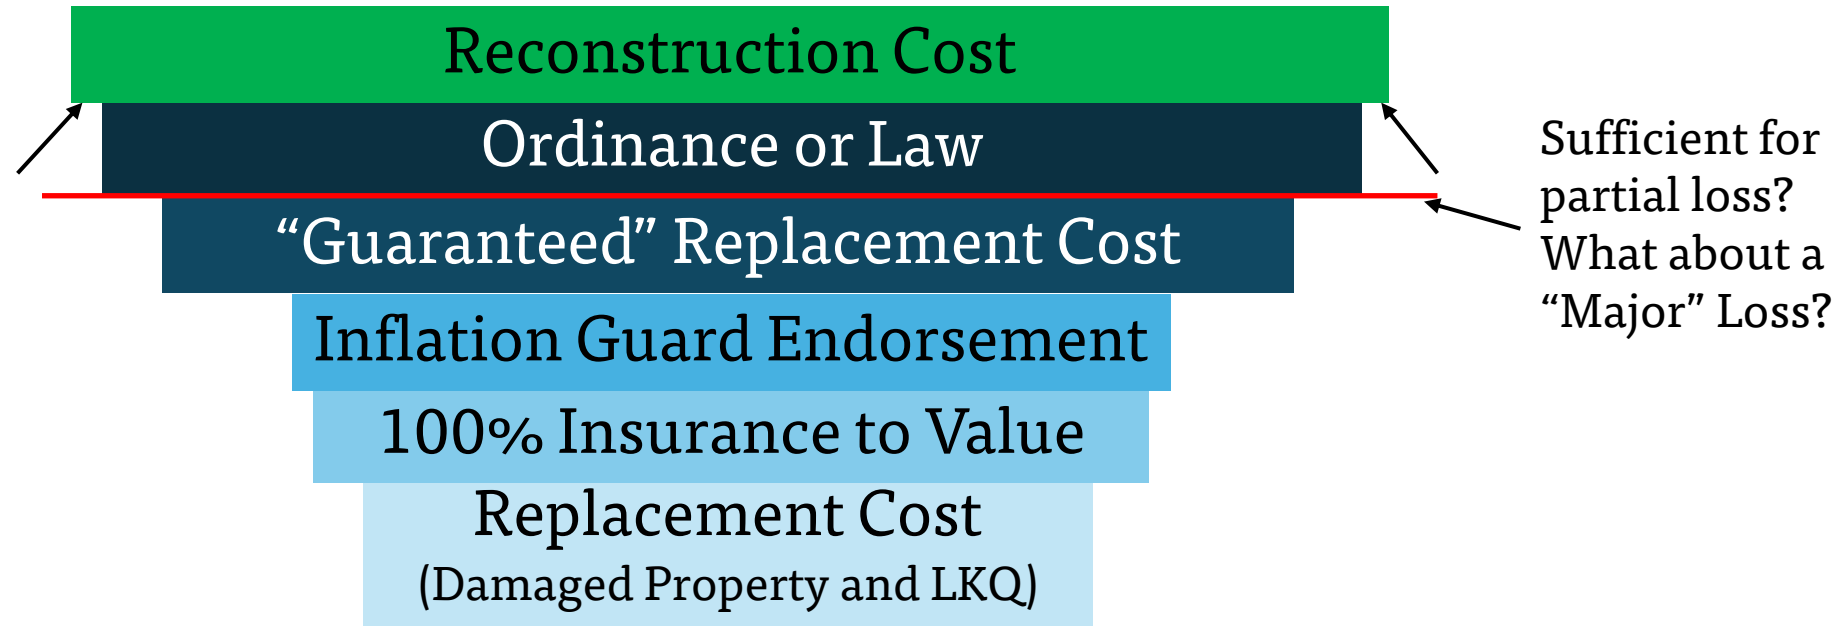 Reconstruction Cost
Ordinance or Law
“Guaranteed” Replacement Cost
Inflation Guard Endorsement
100% Insurance to Value
Replacement Cost
(Damaged Property and LKQ)
Sufficient for
partial loss?
What about a
“Major” Loss?